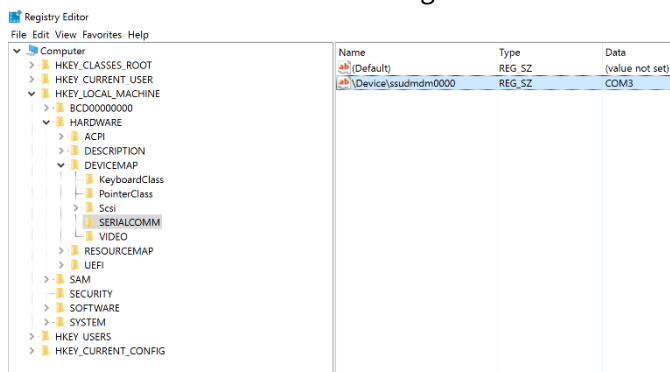 Registry Editor
File Edit View Favorites Help
Computer
HKEY_CLASSES_ROOT
HKEY_CURRENT_USER
HKEY_LOCAL_MACHINE
BCD00000000
HARDWARE
ACPI
DESCRIPTION
DEVICEMAP
KeyboardClass
PointerClass
Scsi
SERIALCOMM
VIDEO
RESOURCEMAP
UEFI
SAM
SECURITY
SOFTWARE
SYSTEM
HKEY_USERS
HKEY_CURRENT_CONFIG
Name Type Data
ab (Default) REG_SZ (value not set)
ab \Device\ssudmdm0000 REG_SZ COM3